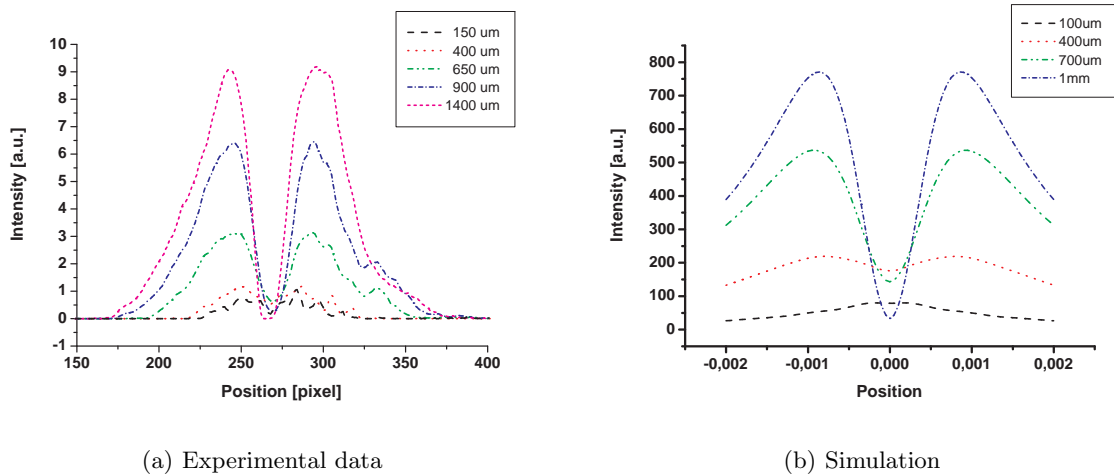 150 um
400 um
650 um
900 um
1400 um
10
9
8
7
6
5
4
3
2
1
0
-1
Intensity [a.u.]
150 200 250 300 350 400
Position [pixel]
(a) Experimental data
100um
400um
700um
1mm
800
700
600
500
400
300
200
100
0
Intensity [a.u.]
-0,002 -0,001 0,000 0,001 0,002
Position
(b) Simulation